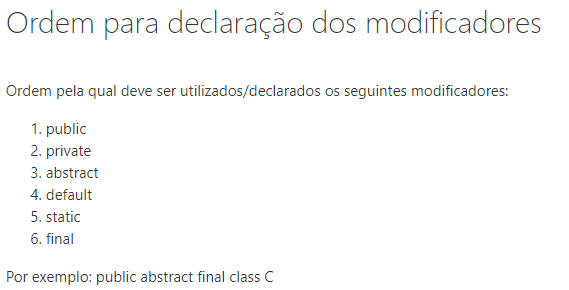 Ordem para declaração dos modificadores
Ordem pela qual deve ser utilizados/declarados os seguintes modificadores:
1. public
2. private
3. abstract
4. default
5. static
6. final
Por exemplo: public abstract final class C